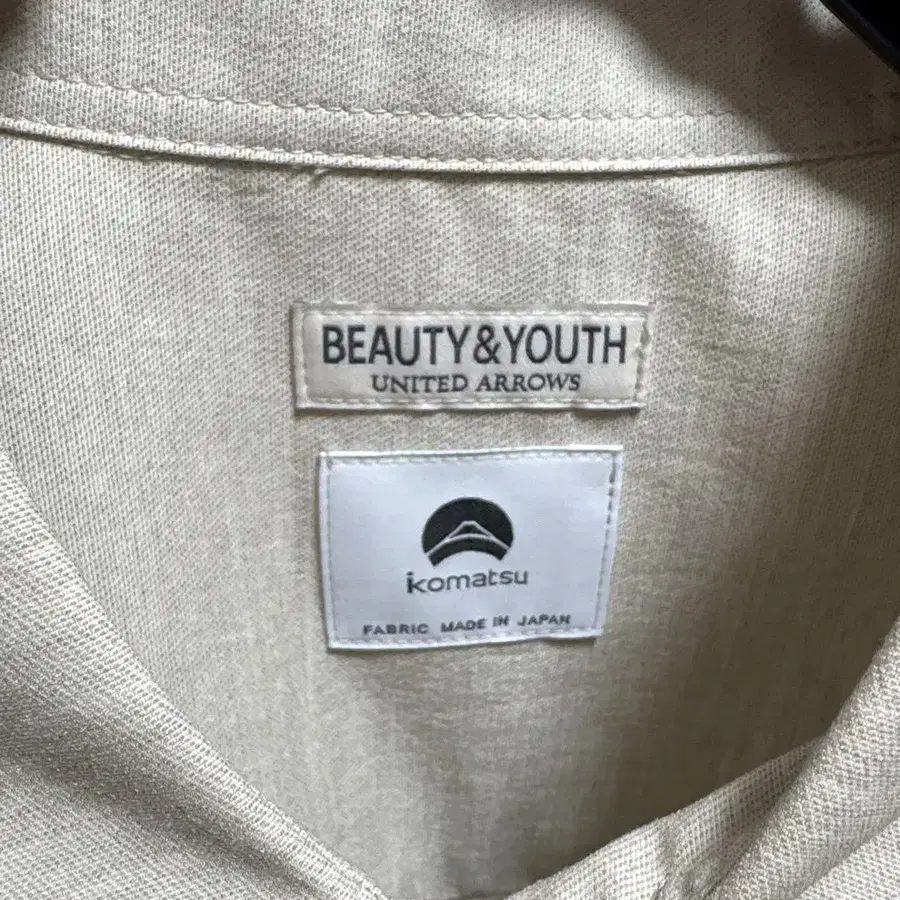 BEAUTY&YOUTH
UNITED ARROWS
komatsu
FABRIC MADE IN JAPAN